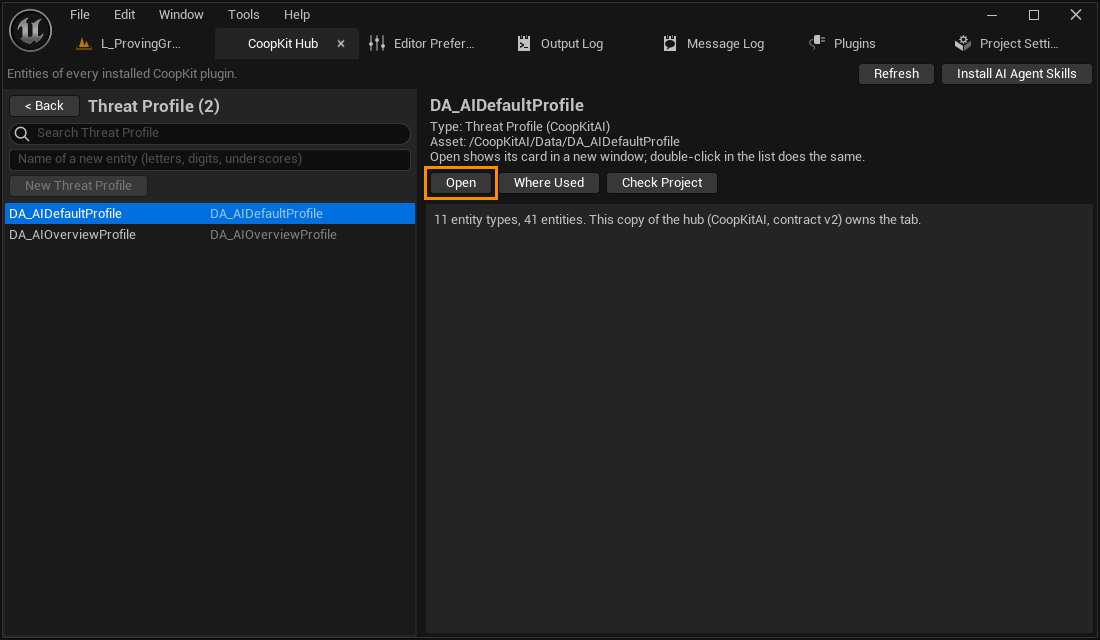 File Edit Window Tools Help
L_ProvingGr... CoopKit Hub × Editor Prefer... Output Log Message Log Plugins Project Setti...
Entities of every installed CoopKit plugin.
Refresh Install AI Agent Skills
< Back Threat Profile (2)
Search Threat Profile
Name of a new entity (letters, digits, underscores)
New Threat Profile
DA_AIDefaultProfile DA_AIDefaultProfile
DA_AIOverviewProfile DA_AIOverviewProfile
DA_AIDefaultProfile
Type: Threat Profile (CoopKitAI)
Asset: /CoopKitAI/Data/DA_AIDefaultProfile
Open shows its card in a new window; double-click in the list does the same.
Open Where Used Check Project
11 entity types, 41 entities. This copy of the hub (CoopKitAI, contract v2) owns the tab.